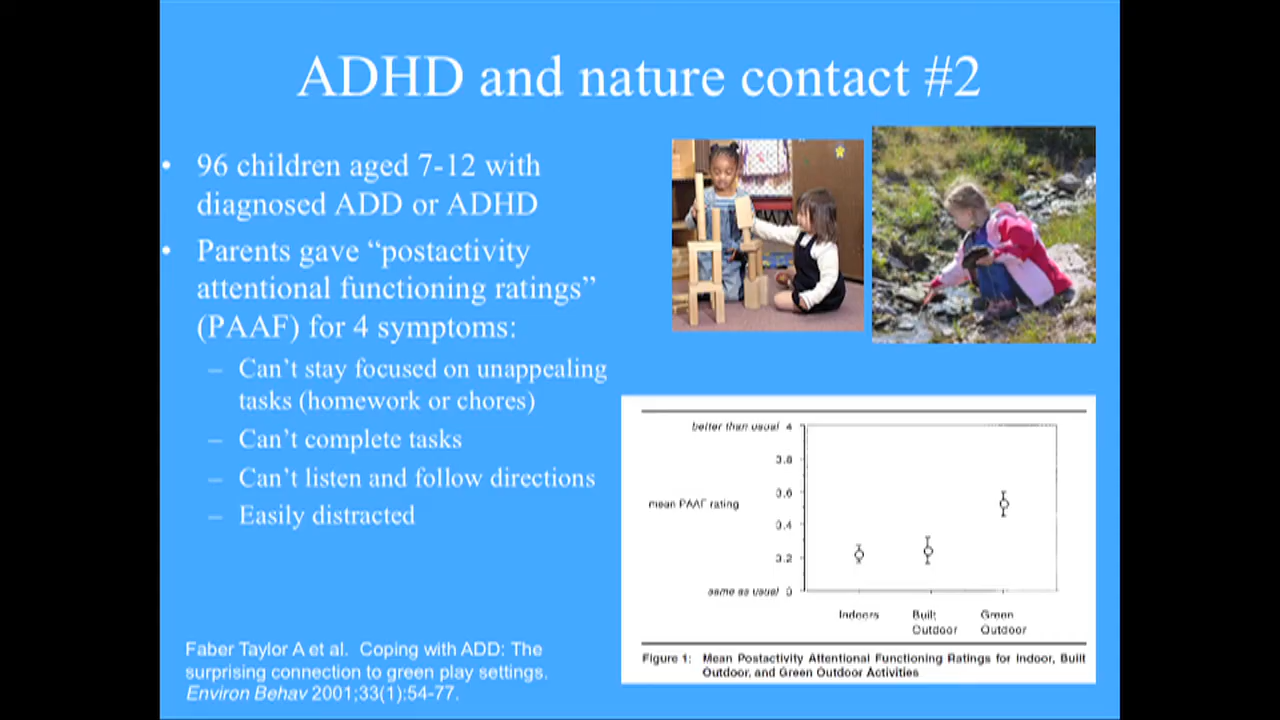 ADHD and nature contact #2
• 96 children aged 7-12 with
diagnosed ADD or ADHD
• Parents gave “postactivity
attentional functioning ratings”
(PAAF) for 4 symptoms:
– Can’t stay focused on unappealing
tasks (homework or chores)
– Can’t complete tasks
– Can’t listen and follow directions
– Easily distracted
Faber Taylor A et al. Coping with ADD: The
surprising connection to green play settings.
Environ Behav 2001;33(1):54-77.
better than usual 4
3.8
3.6
mean PAAF rating
3.4
3.2
same as usual 3
Indoors
Built
Outdoor
Green
Outdoor
Figure 1: Mean Postactivity Attentional Functioning Ratings for Indoor, Built
Outdoor, and Green Outdoor Activities